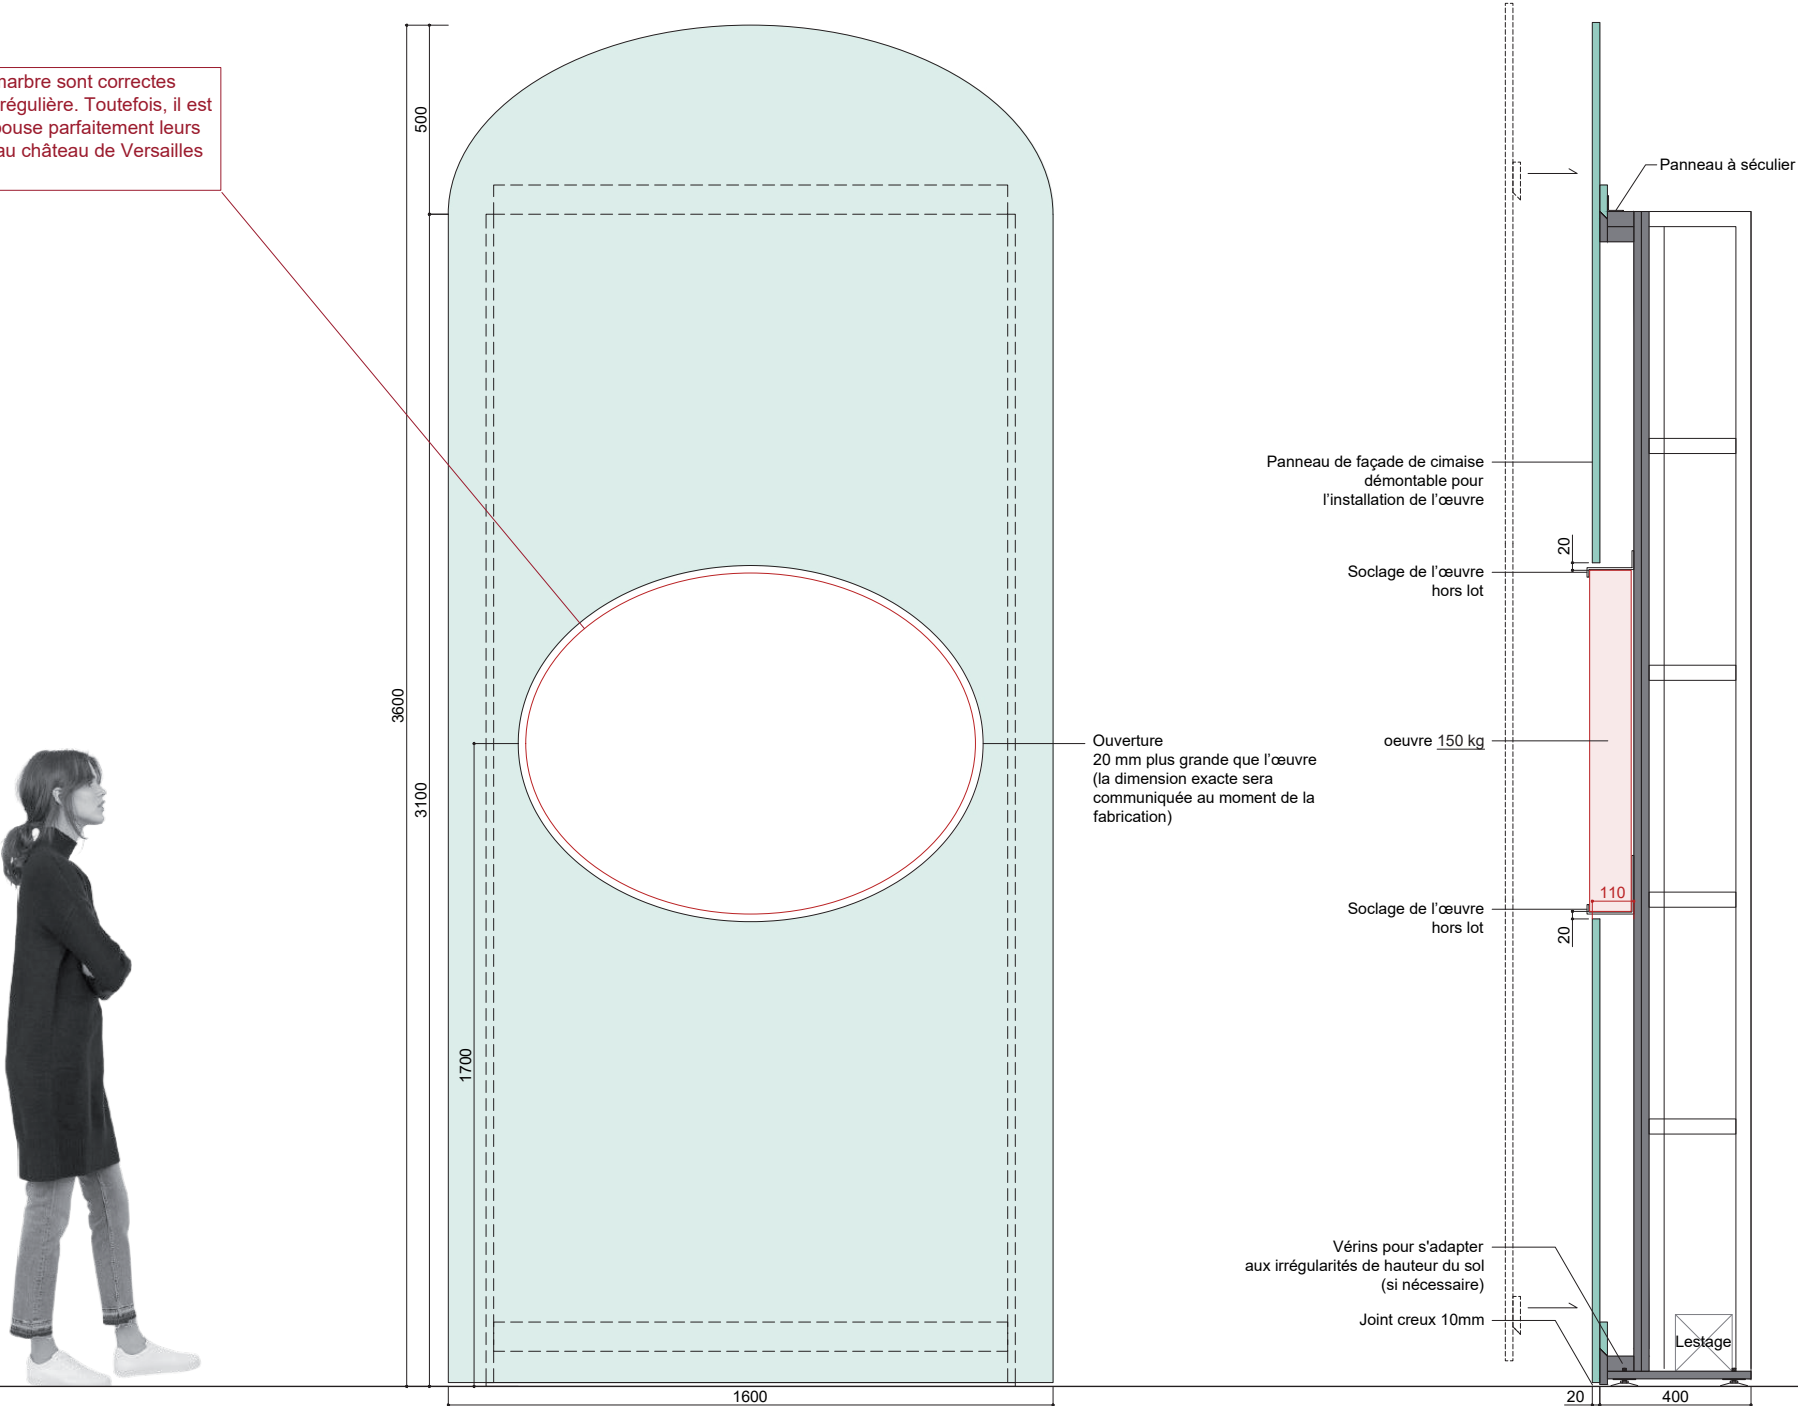 marbre sont correctes
régulière. Toutefois, il est
pouse parfaitement leurs
au château de Versailles
500
3600
3100
1700
1600
Ouverture
20 mm plus grande que l'œuvre
(la dimension exacte sera
communiquée au moment de la
fabrication)
Panneau à séculier
Panneau de façade de cimaise
démontable pour
l'installation de l'œuvre
20
Soclage de l'œuvre
hors lot
oeuvre 150 kg
110
Soclage de l'œuvre
hors lot
20
Vérins pour s'adapter
aux irrégularités de hauteur du sol
(si nécessaire)
Joint creux 10mm
Lestage
20
400